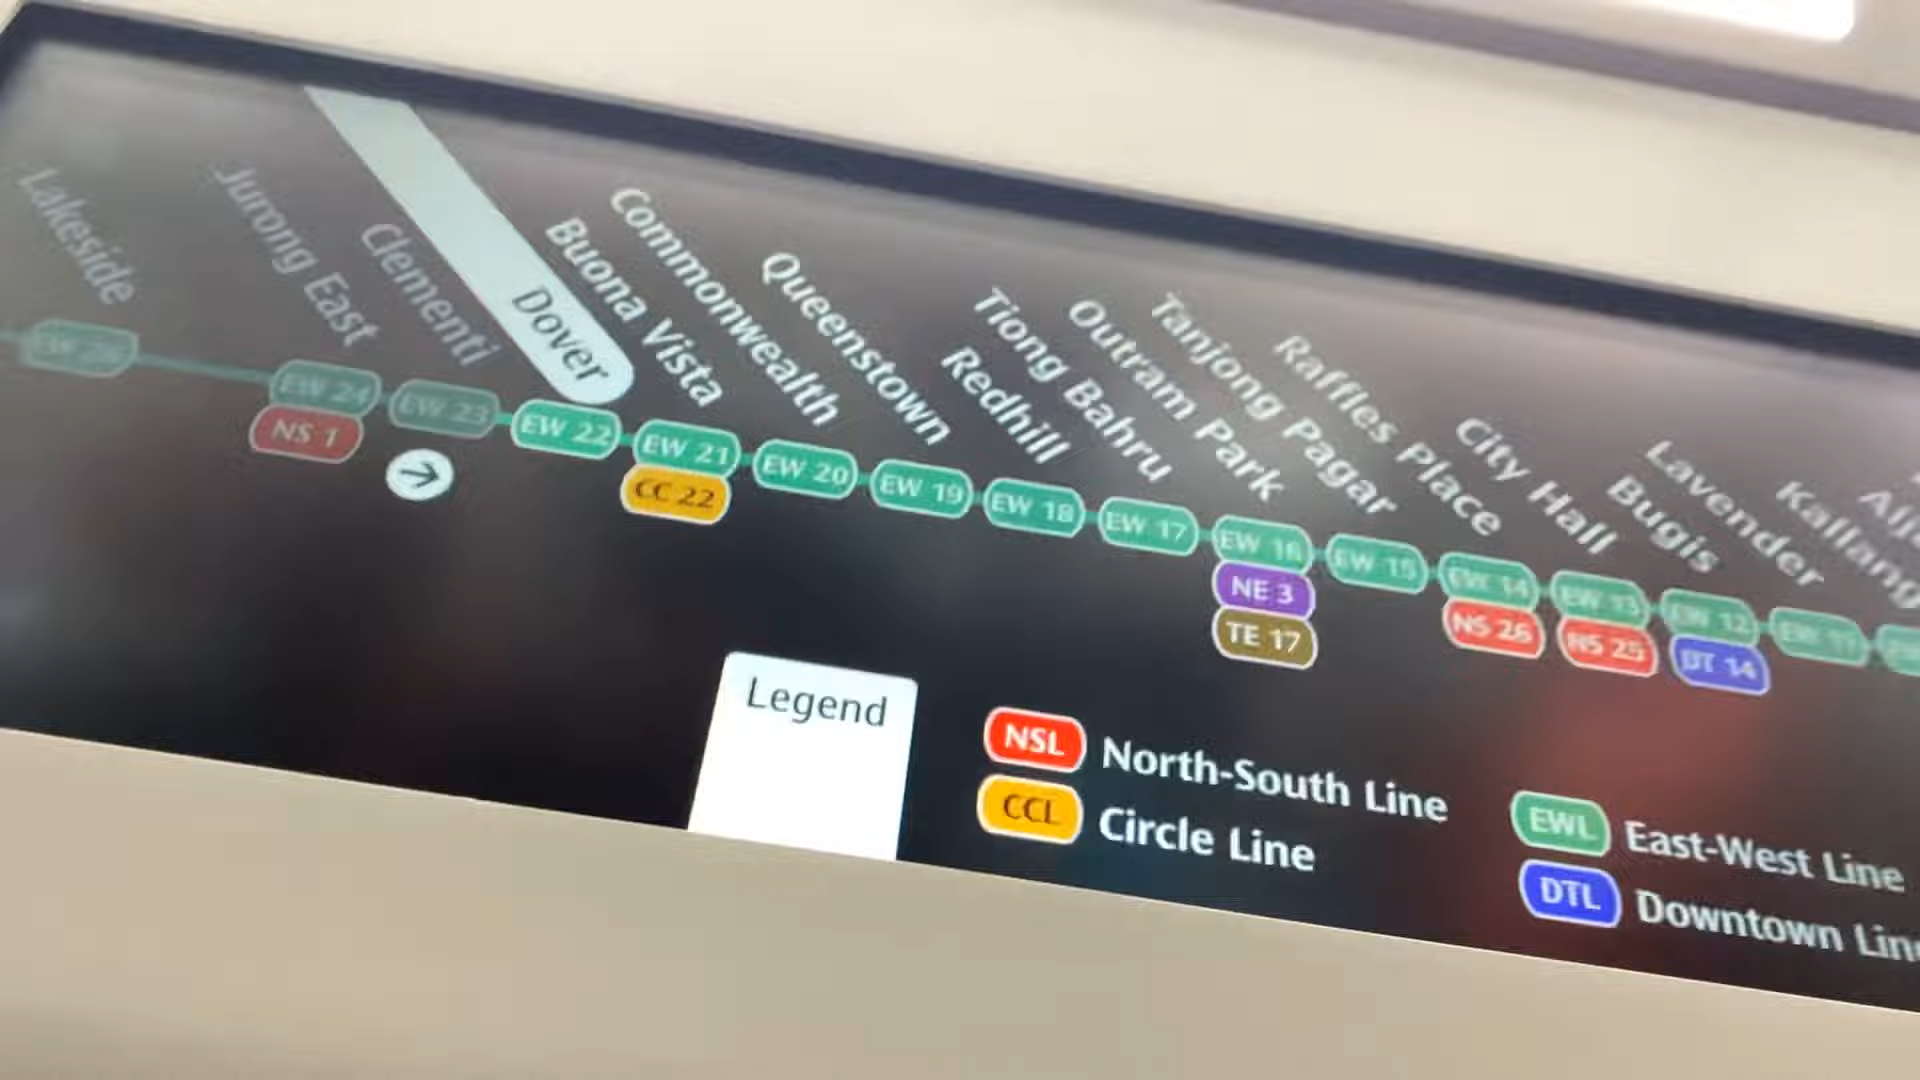 Lakeside
Jurong East
Clementi
Dover
Buona Vista
Commonwealth
Queenstown
Redhill
Tiong Bahru
Outram Park
Tanjong Pagar
Raffles Place
City Hall
Bugis
Lavender
Kallang
EW 24
EW 23
EW 22
EW 21
EW 20
EW 19
EW 18
EW 17
EW 16
EW 15
EW 14
EW 13
EW 12
EW 11
NS 1
CC 22
NE 3
TE 17
NS 26
NS 25
DT 14
Legend
NSL North-South Line
CCL Circle Line
EWL East-West Line
DTL Downtown Line